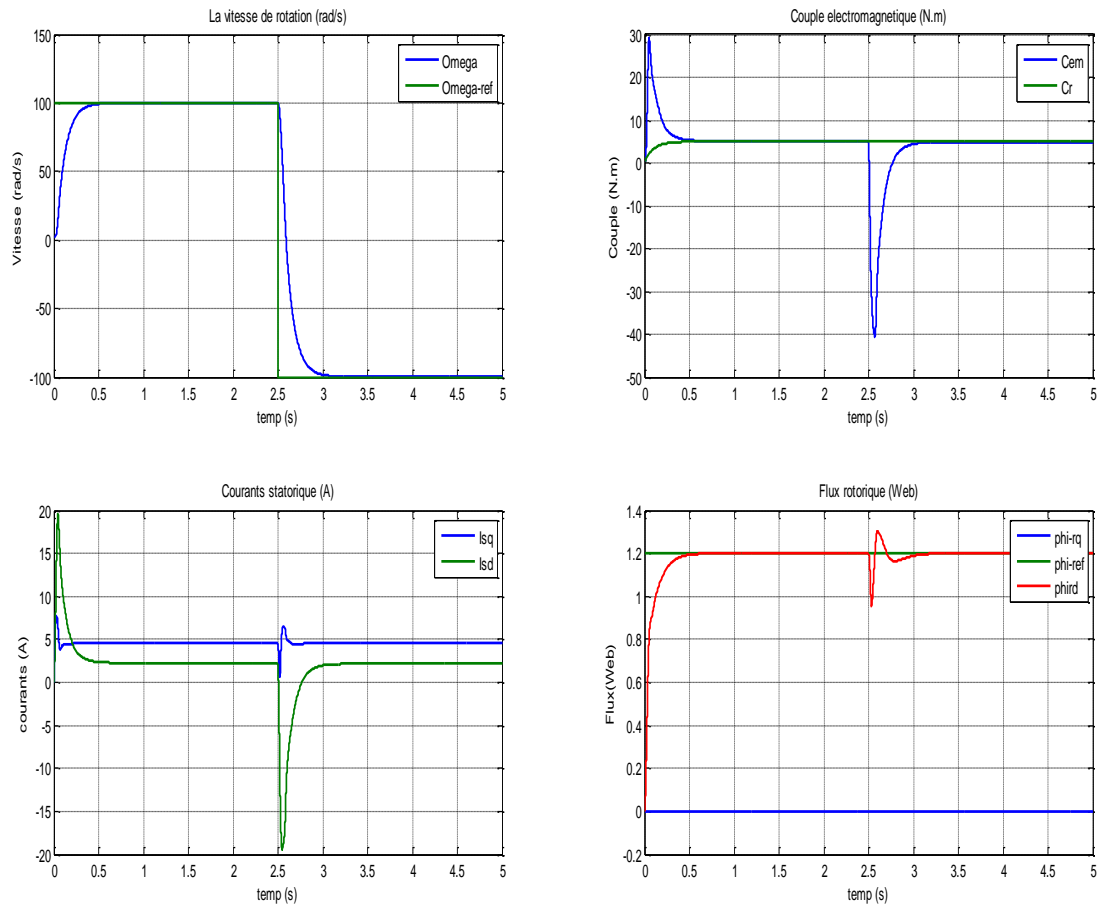 La vitesse de rotation (rad/s)
150
100
50
0
-50
-100
Vitesse (rad/s)
Omega
Omega-ref
0 0.5 1 1.5 2 2.5 3 3.5 4 4.5 5
temp (s)
Couple electromagnetique (N.m)
30
20
10
0
-10
-20
-30
-40
-50
Couple (N.m)
Cem
Cr
0 0.5 1 1.5 2 2.5 3 3.5 4 4.5 5
temp (s)
Courants statorique (A)
20
15
10
5
0
-5
-10
-15
-20
courants (A)
Isq
Isd
0 0.5 1 1.5 2 2.5 3 3.5 4 4.5 5
temp (s)
Flux rotorique (Web)
1.4
1.2
1
0.8
0.6
0.4
0.2
0
-0.2
Flux(Web)
phi-rq
phi-ref
phird
0 0.5 1 1.5 2 2.5 3 3.5 4 4.5 5
temp (s)